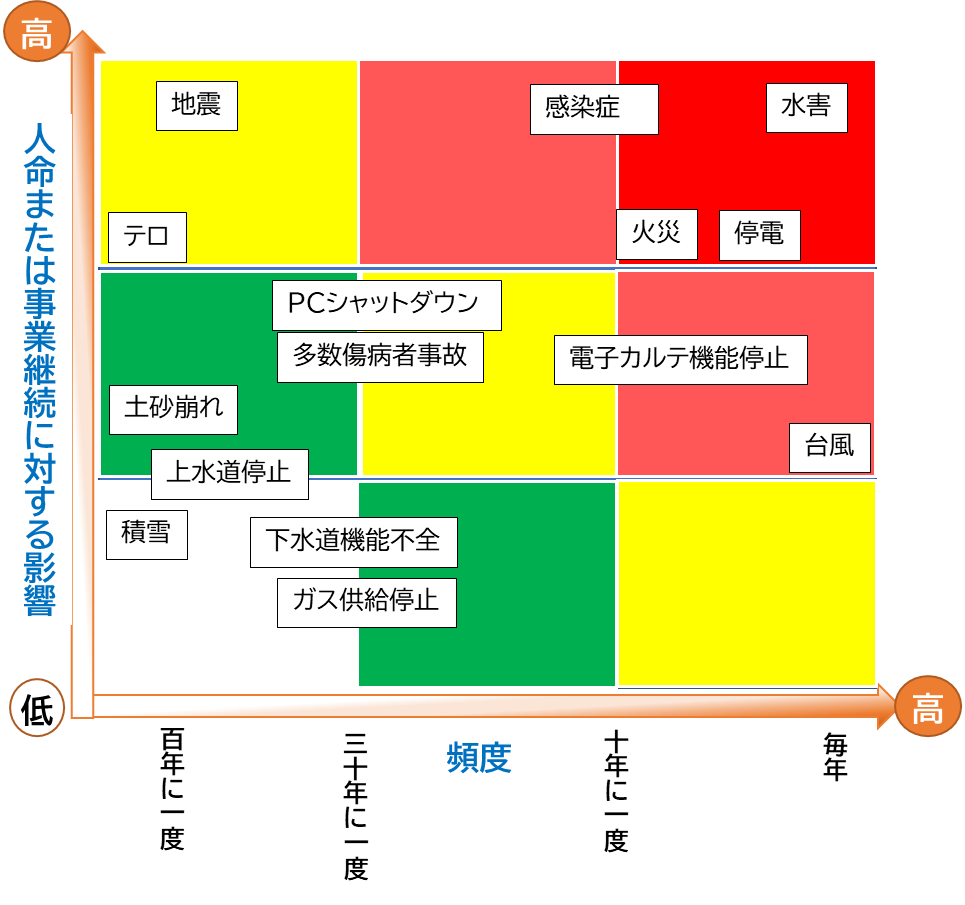 高
人命または事業継続に対する影響
地震
感染症
水害
テロ
火災
停電
PCシャットダウン
多数傷病者事故
電子カルテ機能停止
土砂崩れ
台風
上水道停止
積雪
下水道機能不全
ガス供給停止
低
高
百年に一度
三十年に一度
頻度
十年に一度
毎年